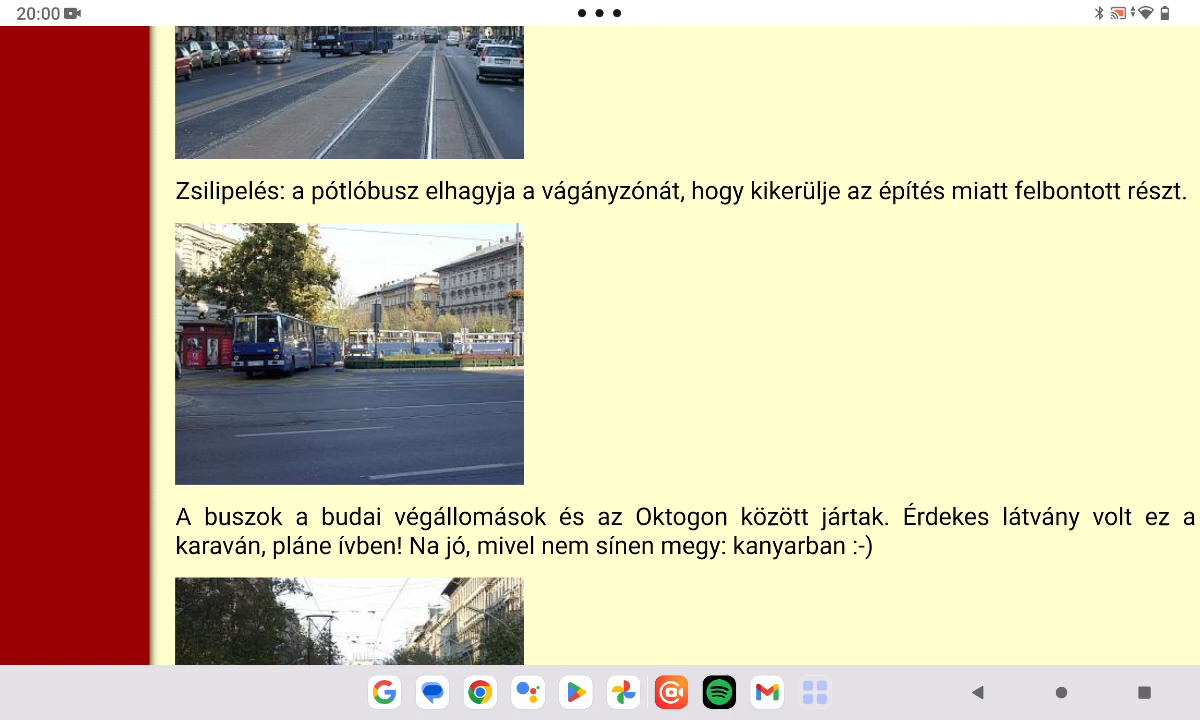 20:00
Zsilipelés: a pótlóbusz elhagyja a vágányzónát, hogy kikerülje az építés miatt felbontott részt.
A buszok a budai végállomások és az Oktogon között jártak. Érdekes látvány volt ez a
karaván, pláne ívben! Na jó, mivel nem sínen megy: kanyarban :-)